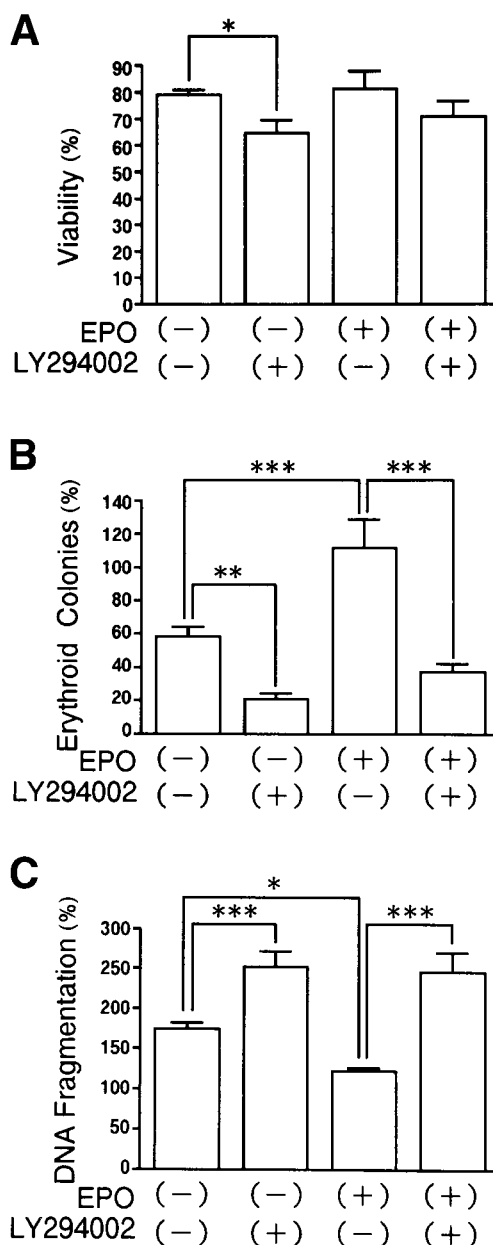 A
*
90
80
70
60
50
40
30
20
10
0
Viability (%)
EPO (−) (−) (+) (+)
LY294002 (−) (+) (−) (+)
B
*** ***
**
140
120
100
80
60
40
20
0
Erythroid Colonies (%)
EPO (−) (−) (+) (+)
LY294002 (−) (+) (−) (+)
C
*
*** ***
300
250
200
150
100
50
0
DNA Fragmentation (%)
EPO (−) (−) (+) (+)
LY294002 (−) (+) (−) (+)